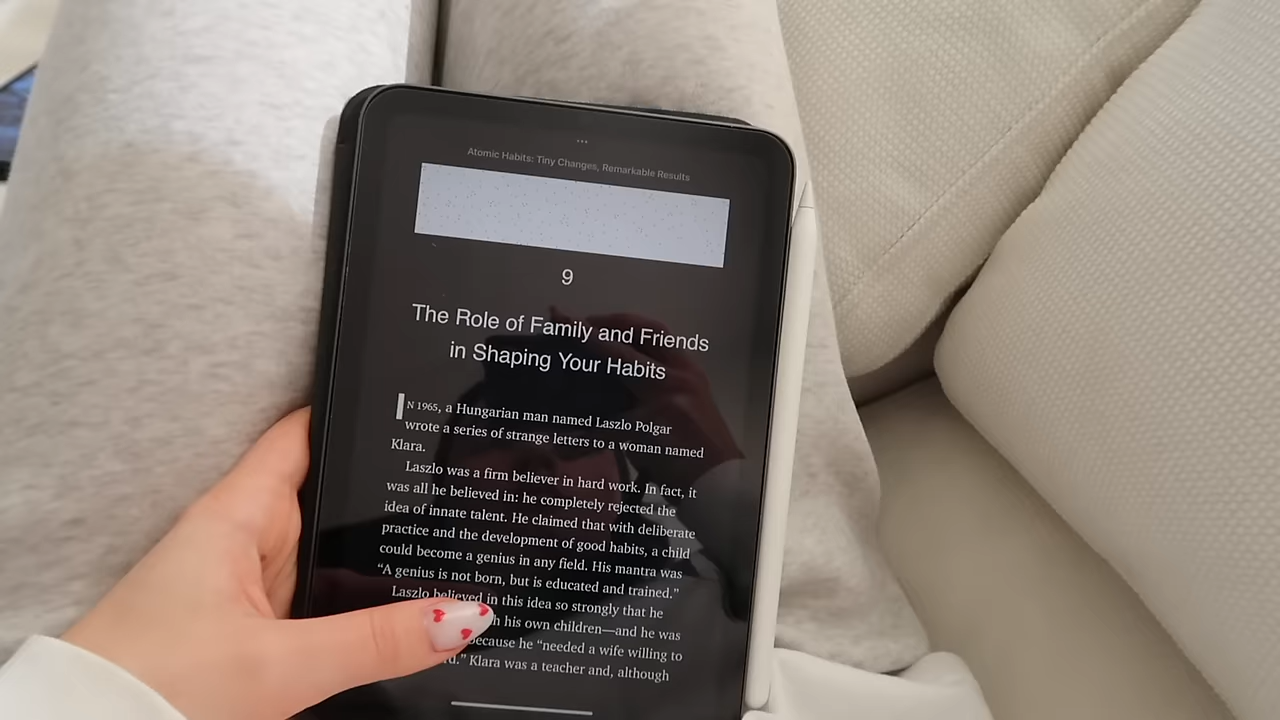 Atomic Habits: Tiny Changes, Remarkable Results
9
The Role of Family and Friends
in Shaping Your Habits
IN 1965, a Hungarian man named Laszlo Polgar
wrote a series of strange letters to a woman named
Klara.
Laszlo was a firm believer in hard work. In fact, it
was all he believed in: he completely rejected the
idea of innate talent. He claimed that with deliberate
practice and the development of good habits, a child
could become a genius in any field. His mantra was
“A genius is not born, but is educated and trained.”
Laszlo believed in this idea so strongly that he
his own children—and he was
because he “needed a wife willing to
Klara was a teacher and, although